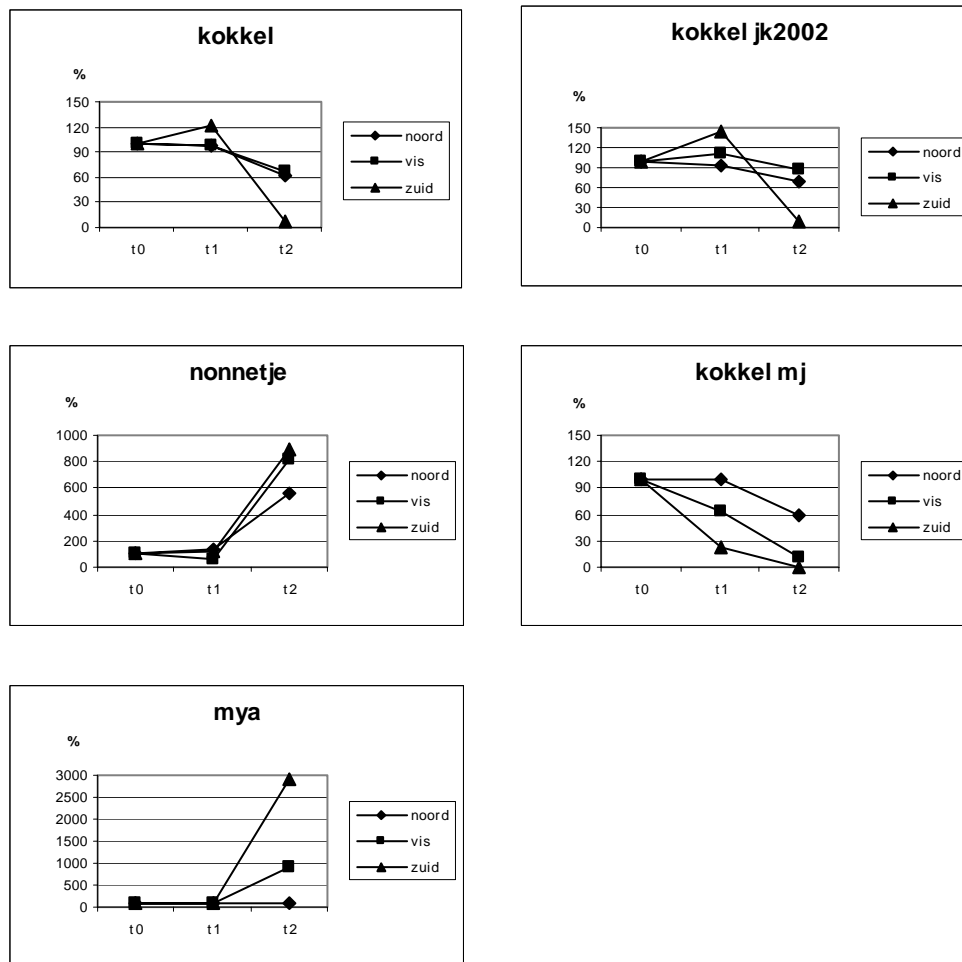 kokkel
%
150
120
90
60
30
0
t0 t1 t2
noord
vis
zuid
kokkel jk2002
%
150
120
90
60
30
0
t0 t1 t2
noord
vis
zuid
nonnetje
%
1000
800
600
400
200
0
t0 t1 t2
noord
vis
zuid
kokkel mj
%
150
120
90
60
30
0
t0 t1 t2
noord
vis
zuid
mya
%
3000
2500
2000
1500
1000
500
0
t0 t1 t2
noord
vis
zuid